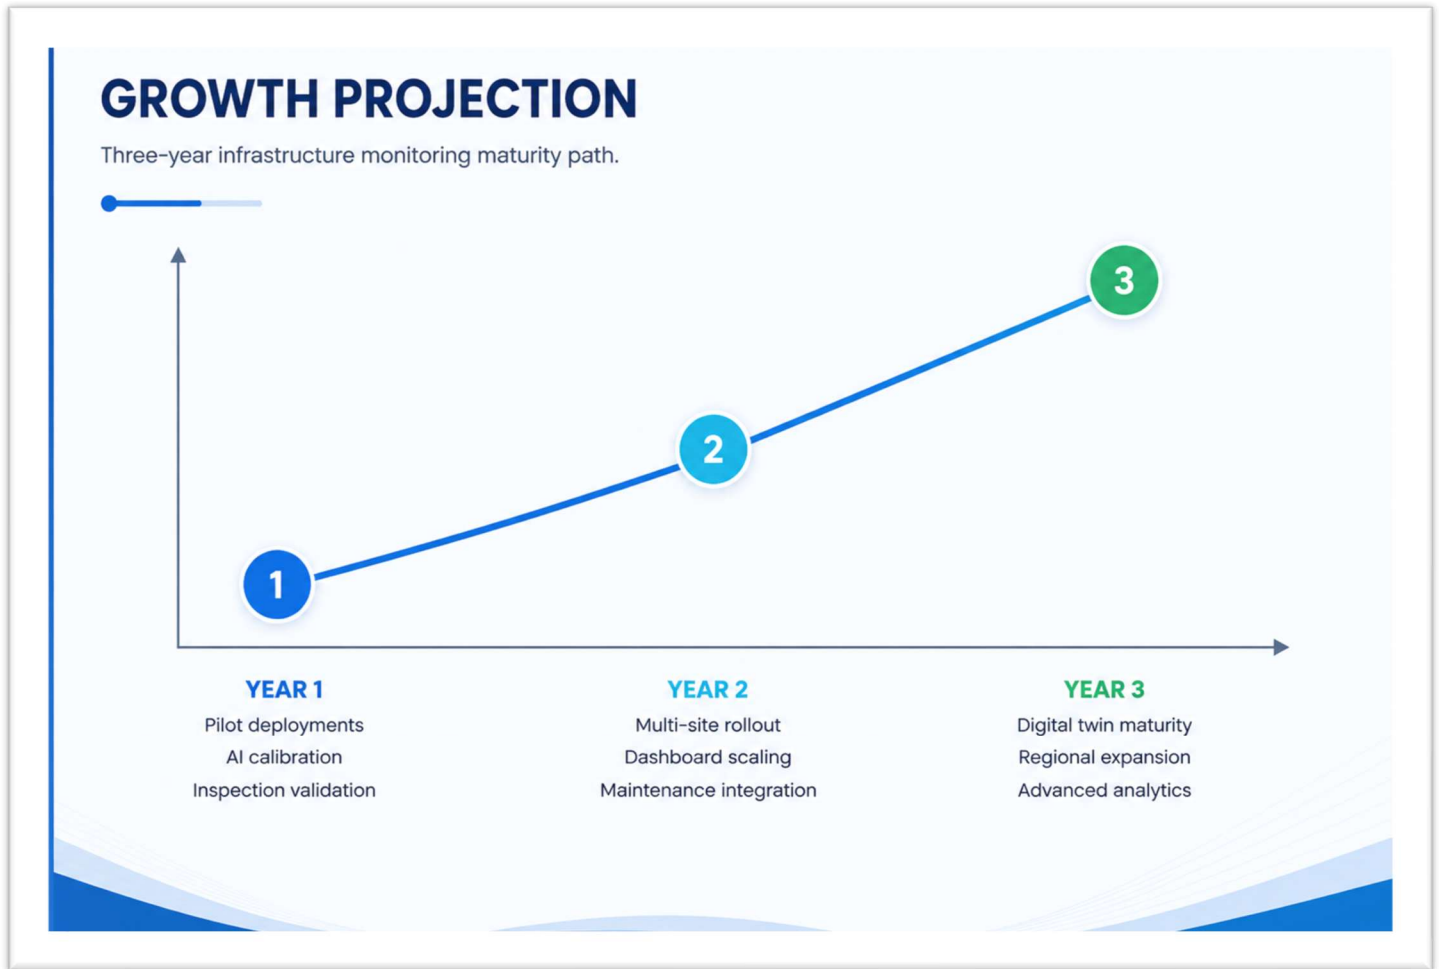 GROWTH PROJECTION
Three-year infrastructure monitoring maturity path.
3
2
1
YEAR 1
Pilot deployments
AI calibration
Inspection validation
YEAR 2
Multi-site rollout
Dashboard scaling
Maintenance integration
YEAR 3
Digital twin maturity
Regional expansion
Advanced analytics